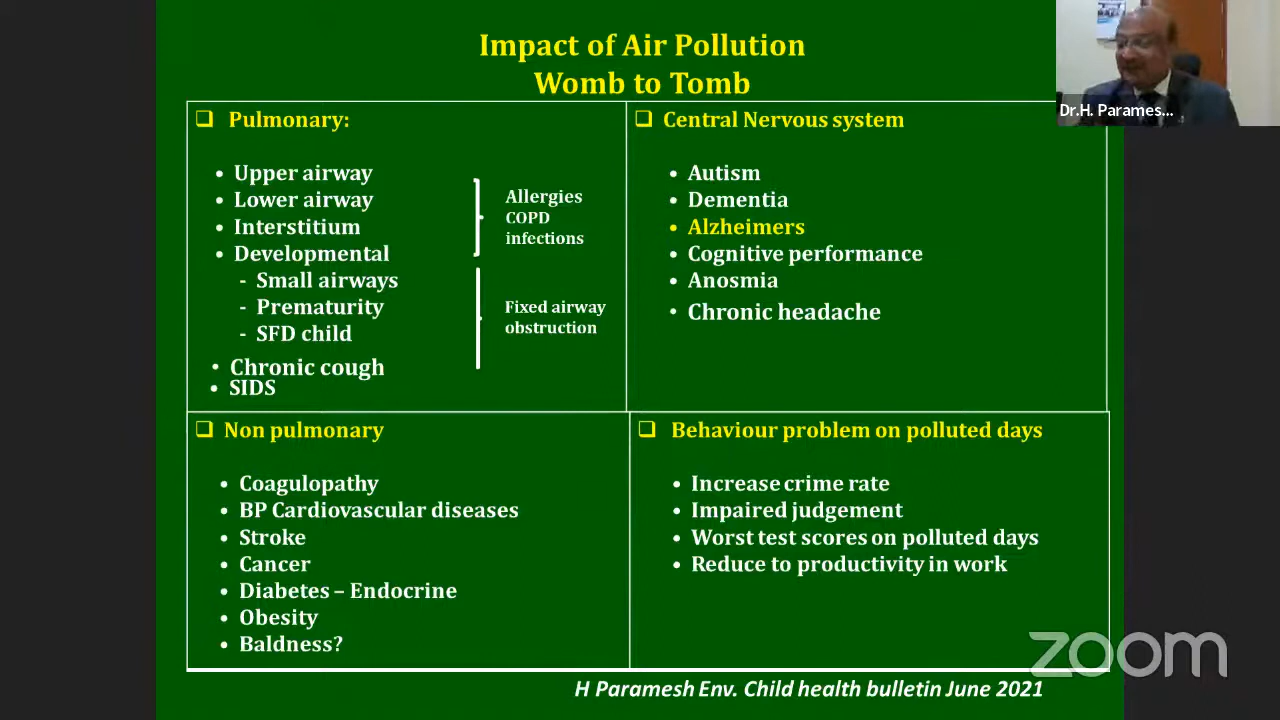 Impact of Air Pollution
Womb to Tomb
Dr.H. Parames...
❑ Pulmonary:
• Upper airway
• Lower airway
• Interstitium
• Developmental
- Small airways
- Prematurity
- SFD child
• Chronic cough
• SIDS
Allergies
COPD
infections
Fixed airway
obstruction
❑ Central Nervous system
• Autism
• Dementia
• Alzheimers
• Cognitive performance
• Anosmia
• Chronic headache
❑ Non pulmonary
• Coagulopathy
• BP Cardiovascular diseases
• Stroke
• Cancer
• Diabetes – Endocrine
• Obesity
• Baldness?
❑ Behaviour problem on polluted days
• Increase crime rate
• Impaired judgement
• Worst test scores on polluted days
• Reduce to productivity in work
zoom
H Paramesh Env. Child health bulletin June 2021